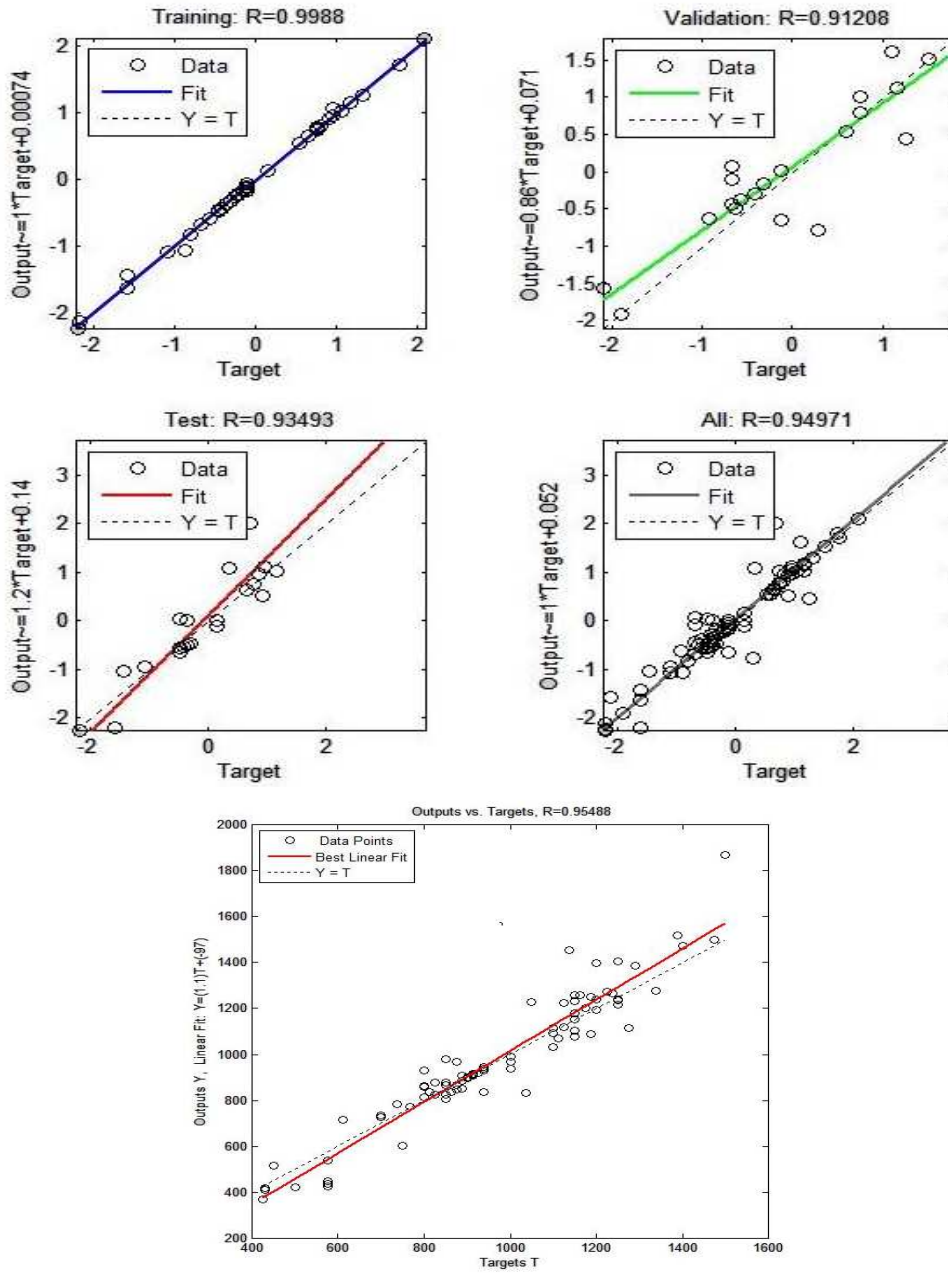 Training: R=0.9988
Output~=1*Target+0.00074
2
1
0
-1
-2
Data
Fit
Y = T
-2 -1 0 1 2
Target
Validation: R=0.91208
Output~=0.86*Target+0.071
1.5
1
0.5
0
-0.5
-1
-1.5
-2
Data
Fit
Y = T
-2 -1 0 1
Target
Test: R=0.93493
Output~=1.2*Target+0.14
3
2
1
0
-1
-2
Data
Fit
Y = T
-2 0 2
Target
All: R=0.94971
Output~=1*Target+0.052
3
2
1
0
-1
-2
Data
Fit
Y = T
-2 0 2
Target
Outputs vs. Targets, R=0.95488
Outputs Y, Linear Fit: Y=(1.1)T+(-97)
2000
1800
1600
1400
1200
1000
800
600
400
200
Data Points
Best Linear Fit
Y = T
400 600 800 1000 1200 1400 1600
Targets T